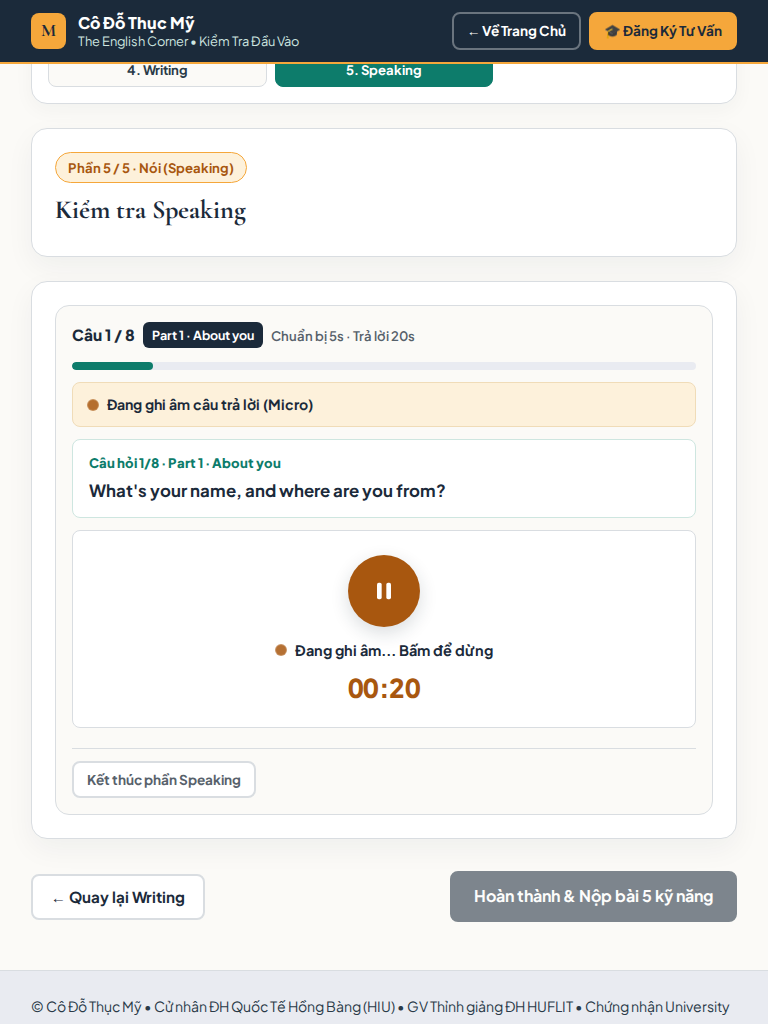 M
Cô Đỗ Thục Mỹ
The English Corner • Kiểm Tra Đầu Vào
← Về Trang Chủ
🎓 Đăng Ký Tư Vấn
4. Writing
5. Speaking
Phần 5 / 5 · Nói (Speaking)
Kiểm tra Speaking
Câu 1 / 8
Part 1 · About you
Chuẩn bị 5s · Trả lời 20s
Đang ghi âm câu trả lời (Micro)
Câu hỏi 1/8 · Part 1 · About you
What's your name, and where are you from?
Đang ghi âm... Bấm để dừng
00:20
Kết thúc phần Speaking
← Quay lại Writing
Hoàn thành & Nộp bài 5 kỹ năng
© Cô Đỗ Thục Mỹ • Cử nhân ĐH Quốc Tế Hồng Bàng (HIU) • GV Thỉnh giảng ĐH HUFLIT • Chứng nhận University